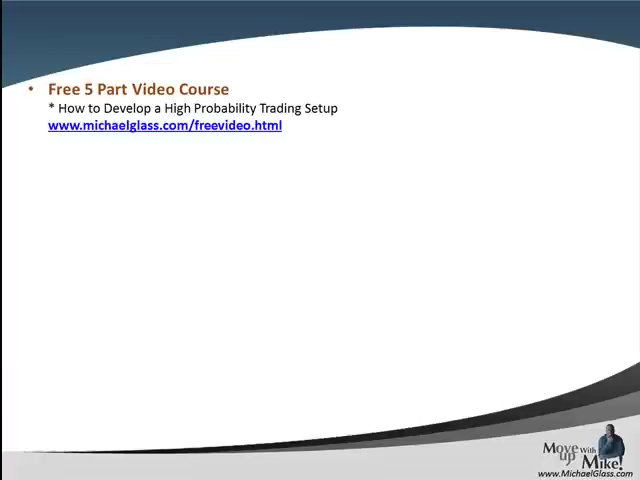 • Free 5 Part Video Course
* How to Develop a High Probability Trading Setup
www.michaelglass.com/freevideo.html
Move up With Mike!
www.MichaelGlass.com